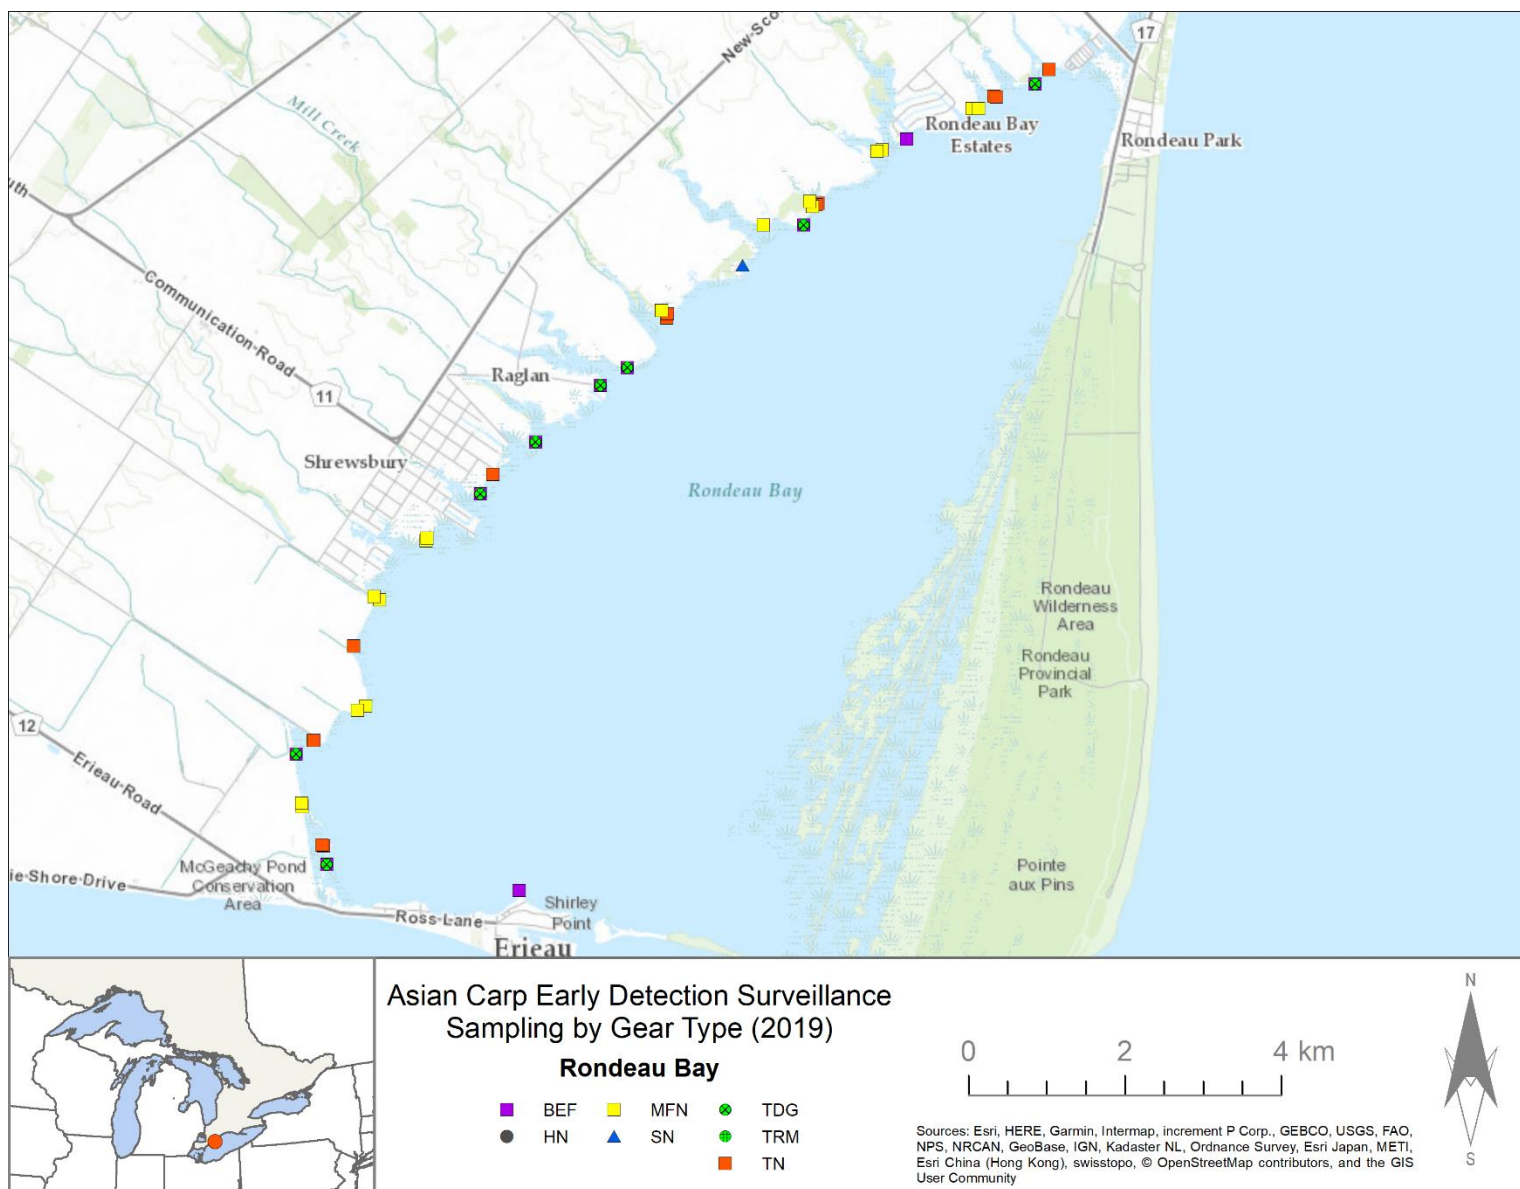 17
New-Sco
Mill Creek
Rondeau Bay
Estates
Rondeau Park
uth
Communication-Road
11
Raglan
Shrewsbury
Rondeau Bay
Rondeau
Wilderness
Area
Rondeau
Provincial
Park
12
Erieau-Road
ie-Shore-Drive
McGeachy Pond
Conservation
Area
Ross-Lane
Shirley
Point
Erieau
Pointe
aux Pins
Asian Carp Early Detection Surveillance
Sampling by Gear Type (2019)
Rondeau Bay
BEF MFN TDG
HN SN TRM
TN
0 2 4 km
N
S
Sources: Esri, HERE, Garmin, Intermap, increment P Corp., GEBCO, USGS, FAO,
NPS, NRCAN, GeoBase, IGN, Kadaster NL, Ordnance Survey, Esri Japan, METI,
Esri China (Hong Kong), swisstopo, © OpenStreetMap contributors, and the GIS
User Community